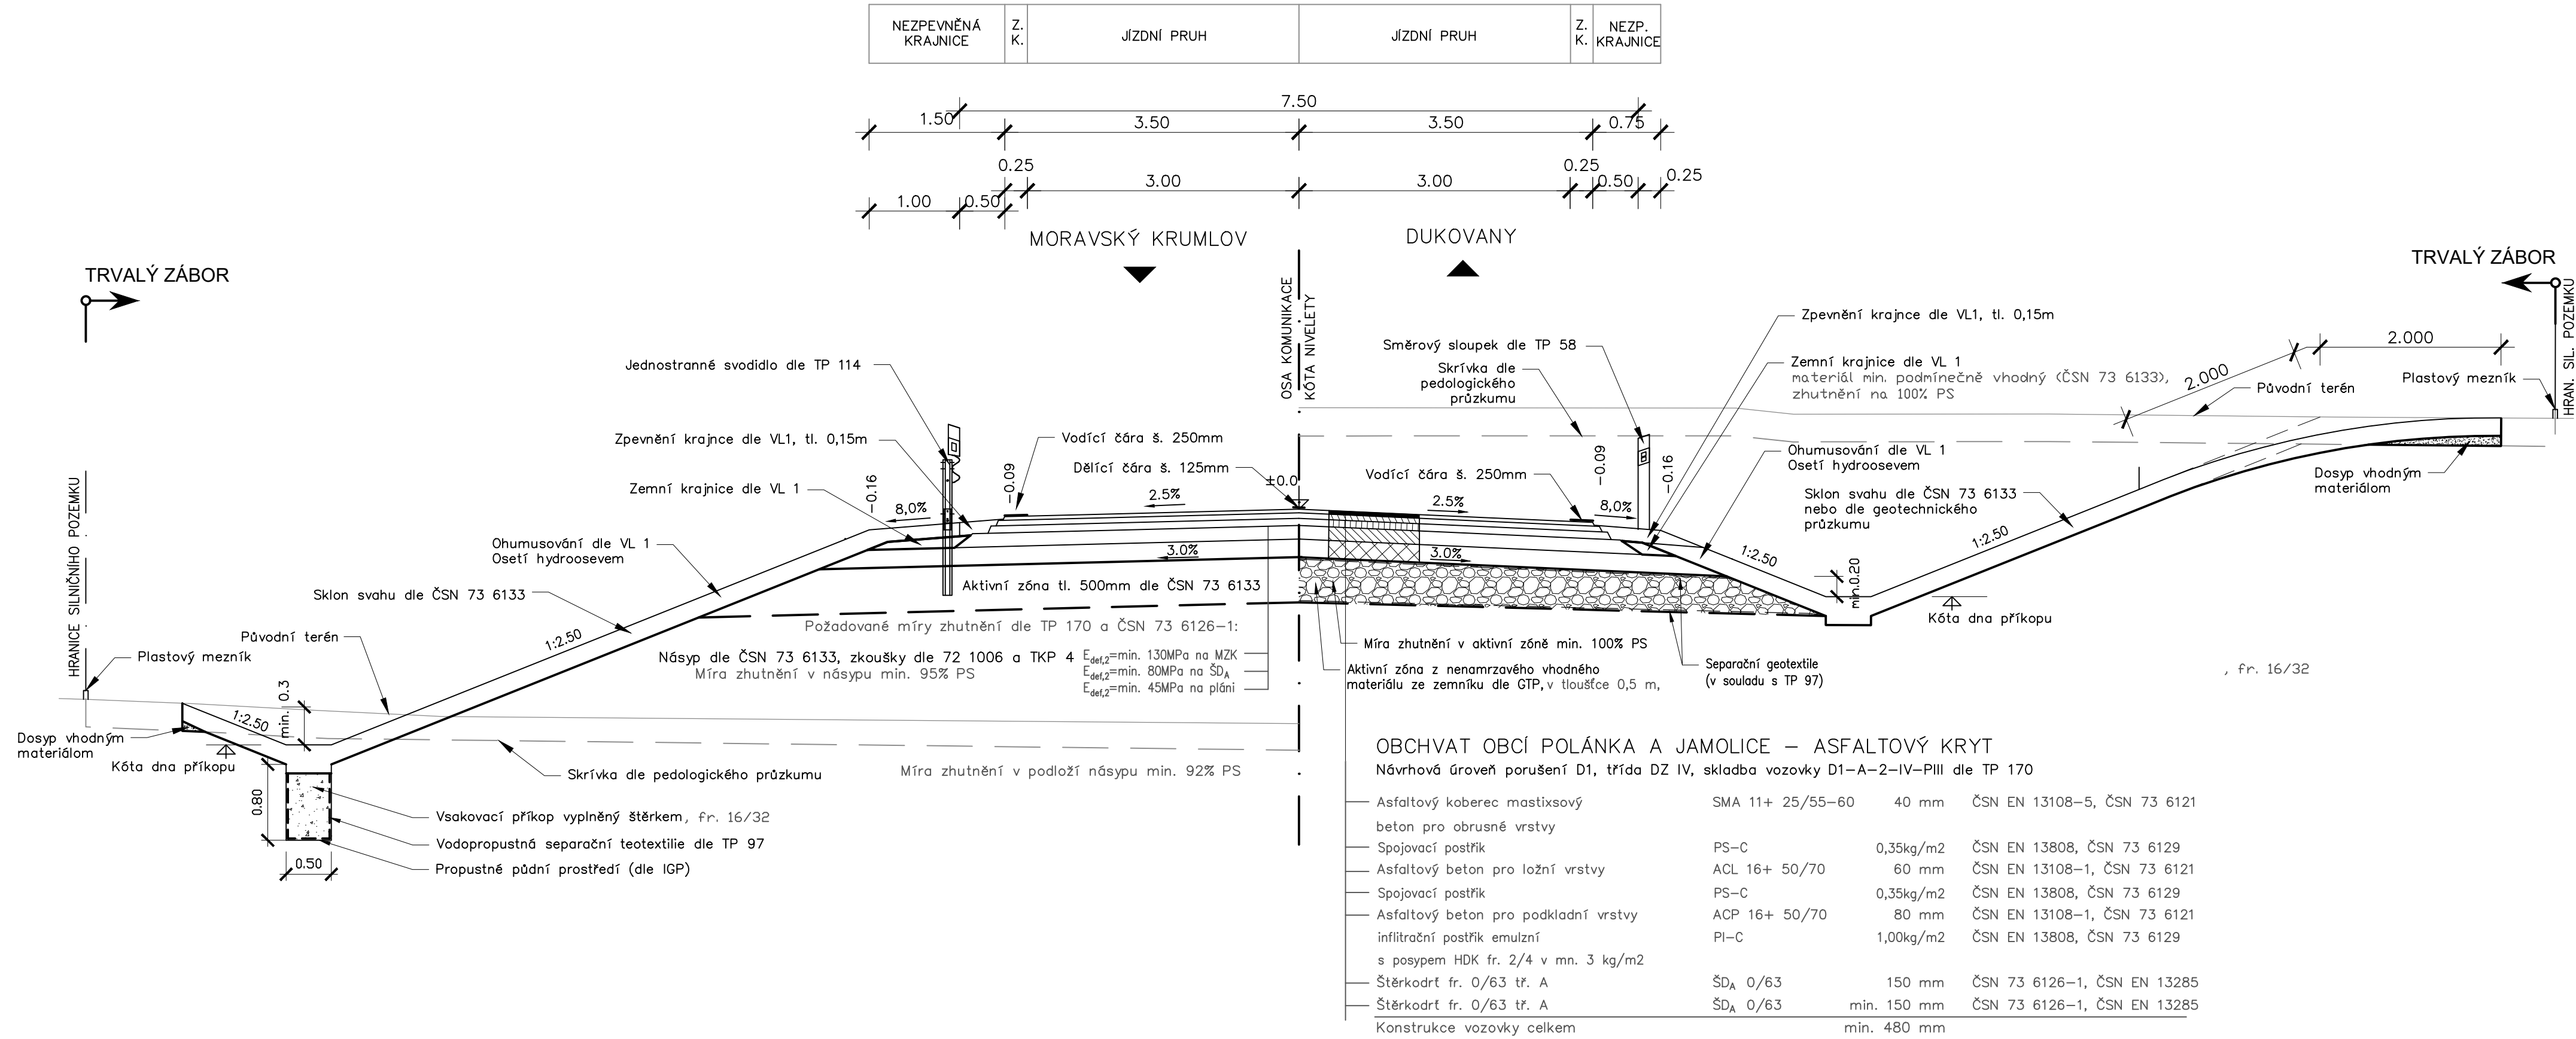 NEZPEVNĚNÁ
KRAJNICE
Z.
K.
JÍZDNÍ PRUH
JÍZDNÍ PRUH
Z.
K.
NEZP.
KRAJNICE
7.50
1.50
3.50
3.50
0.75
0.25
3.00
3.00
0.25
0.50
0.25
1.00
0.50
MORAVSKÝ KRUMLOV
DUKOVANY
TRVALÝ ZÁBOR
TRVALÝ ZÁBOR
HRANICE SILNIČNÍHO POZEMKU
HRAN. SIL. POZEMKU
OSA KOMUNIKACE
KÓTA NIVELETY
Zpevnění krajnce dle VL1, tl. 0,15m
Směrový sloupek dle TP 58
Skrívka dle
pedologického
průzkumu
Zemní krajnice dle VL 1
materiál min. podmínečně vhodný (ČSN 73 6133),
zhutnění na 100% PS
2.000
2.000
Původní terén
Plastový mezník
Jednostranné svodidlo dle TP 114
Zpevnění krajnce dle VL1, tl. 0,15m
Zemní krajnice dle VL 1
Vodící čára š. 250mm
Dělící čára š. 125mm
Vodící čára š. 250mm
±0.0
-0.16
-0.09
-0.09
-0.16
8,0%
2.5%
2.5%
8,0%
3.0%
3.0%
Ohumusování dle VL 1
Osetí hydroosevem
Dosyp vhodným
materiálom
Sklon svahu dle ČSN 73 6133
nebo dle geotechnického
průzkumu
1:2.50
1:2.50
min.0.20
Kóta dna příkopu
Ohumusování dle VL 1
Osetí hydroosevem
Sklon svahu dle ČSN 73 6133
1:2.50
Původní terén
Plastový mezník
Aktivní zóna tl. 500mm dle ČSN 73 6133
Požadované míry zhutnění dle TP 170 a ČSN 73 6126-1:
Násyp dle ČSN 73 6133, zkoušky dle 72 1006 a TKP 4
Míra zhutnění v násypu min. 95% PS
Edef,2=min. 130MPa na MZK
Edef,2=min. 80MPa na ŠDA
Edef,2=min. 45MPa na pláni
Míra zhutnění v aktivní zóně min. 100% PS
Aktivní zóna z nenamrzavého vhodného
materiálu ze zemníku dle GTP, v tloušťce 0,5 m,
Separační geotextile
(v souladu s TP 97)
, fr. 16/32
1:2.50
min. 0.3
Dosyp vhodným
materiálom
Kóta dna příkopu
Skrívka dle pedologického průzkumu
Míra zhutnění v podloží násypu min. 92% PS
0.80
0.50
Vsakovací příkop vyplněný štěrkem, fr. 16/32
Vodopropustná separační teotextilie dle TP 97
Propustné půdní prostředí (dle IGP)
OBCHVAT OBCÍ POLÁNKA A JAMOLICE – ASFALTOVÝ KRYT
Návrhová úroveň porušení D1, třída DZ IV, skladba vozovky D1-A-2-IV-PIII dle TP 170
Asfaltový koberec mastixsový SMA 11+ 25/55-60 40 mm ČSN EN 13108-5, ČSN 73 6121
beton pro obrusné vrstvy
Spojovací postřik PS-C 0,35kg/m2 ČSN EN 13808, ČSN 73 6129
Asfaltový beton pro ložní vrstvy ACL 16+ 50/70 60 mm ČSN EN 13108-1, ČSN 73 6121
Spojovací postřik PS-C 0,35kg/m2 ČSN EN 13808, ČSN 73 6129
Asfaltový beton pro podkladní vrstvy ACP 16+ 50/70 80 mm ČSN EN 13108-1, ČSN 73 6121
inflitrační postřik emulzní PI-C 1,00kg/m2 ČSN EN 13808, ČSN 73 6129
s posypem HDK fr. 2/4 v mn. 3 kg/m2
Štěrkodrť fr. 0/63 tř. A ŠDA 0/63 150 mm ČSN 73 6126-1, ČSN EN 13285
Štěrkodrť fr. 0/63 tř. A ŠDA 0/63 min. 150 mm ČSN 73 6126-1, ČSN EN 13285
Konstrukce vozovky celkem min. 480 mm